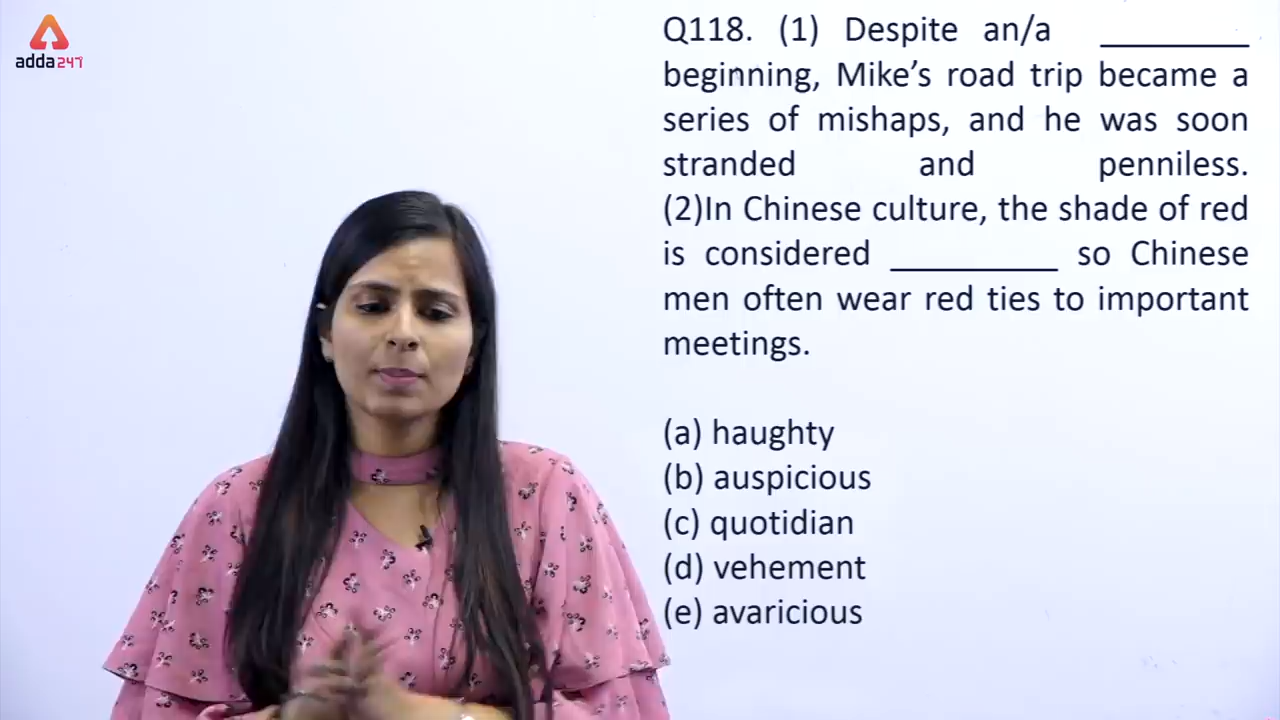 adda247
Q118. (1) Despite an/a _________
beginning, Mike's road trip became a
series of mishaps, and he was soon
stranded and penniless.
(2)In Chinese culture, the shade of red
is considered __________ so Chinese
men often wear red ties to important
meetings.
(a) haughty
(b) auspicious
(c) quotidian
(d) vehement
(e) avaricious